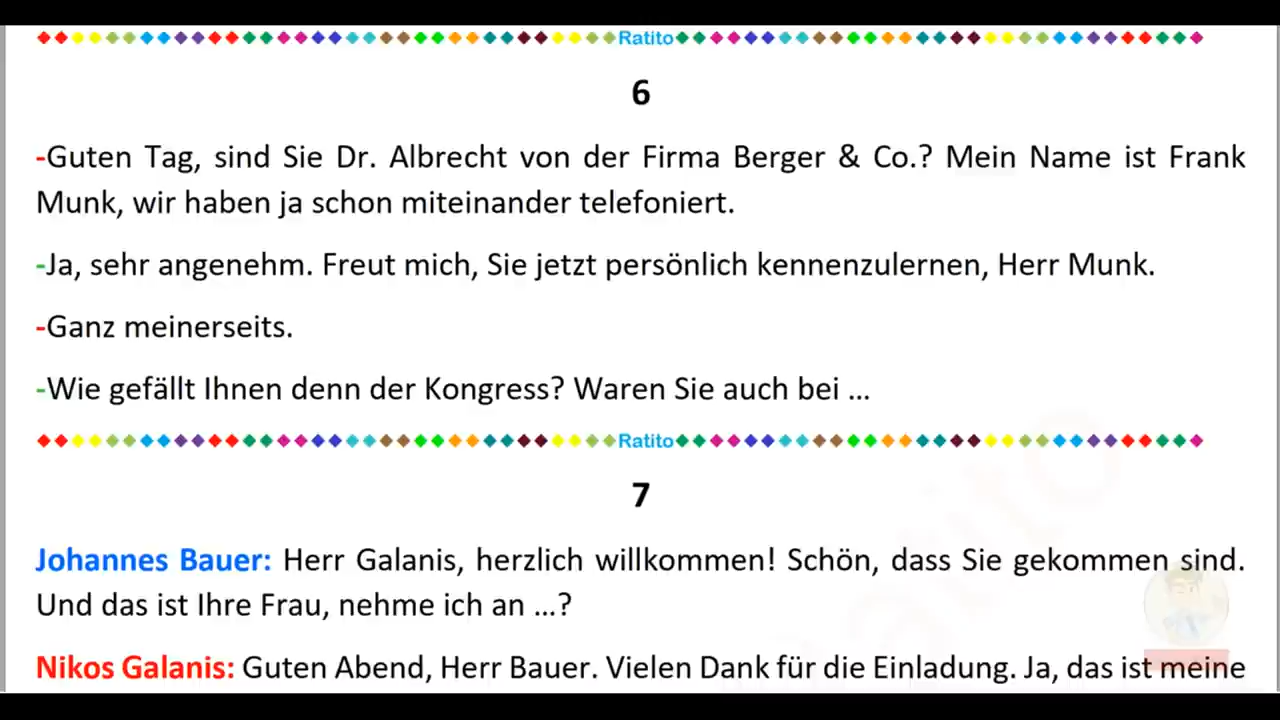 Ratito
6
-Guten Tag, sind Sie Dr. Albrecht von der Firma Berger & Co.? Mein Name ist Frank
Munk, wir haben ja schon miteinander telefoniert.
-Ja, sehr angenehm. Freut mich, Sie jetzt persönlich kennenzulernen, Herr Munk.
-Ganz meinerseits.
-Wie gefällt Ihnen denn der Kongress? Waren Sie auch bei ...
Ratito
7
Johannes Bauer: Herr Galanis, herzlich willkommen! Schön, dass Sie gekommen sind.
Und das ist Ihre Frau, nehme ich an ...?
Nikos Galanis: Guten Abend, Herr Bauer. Vielen Dank für die Einladung. Ja, das ist meine